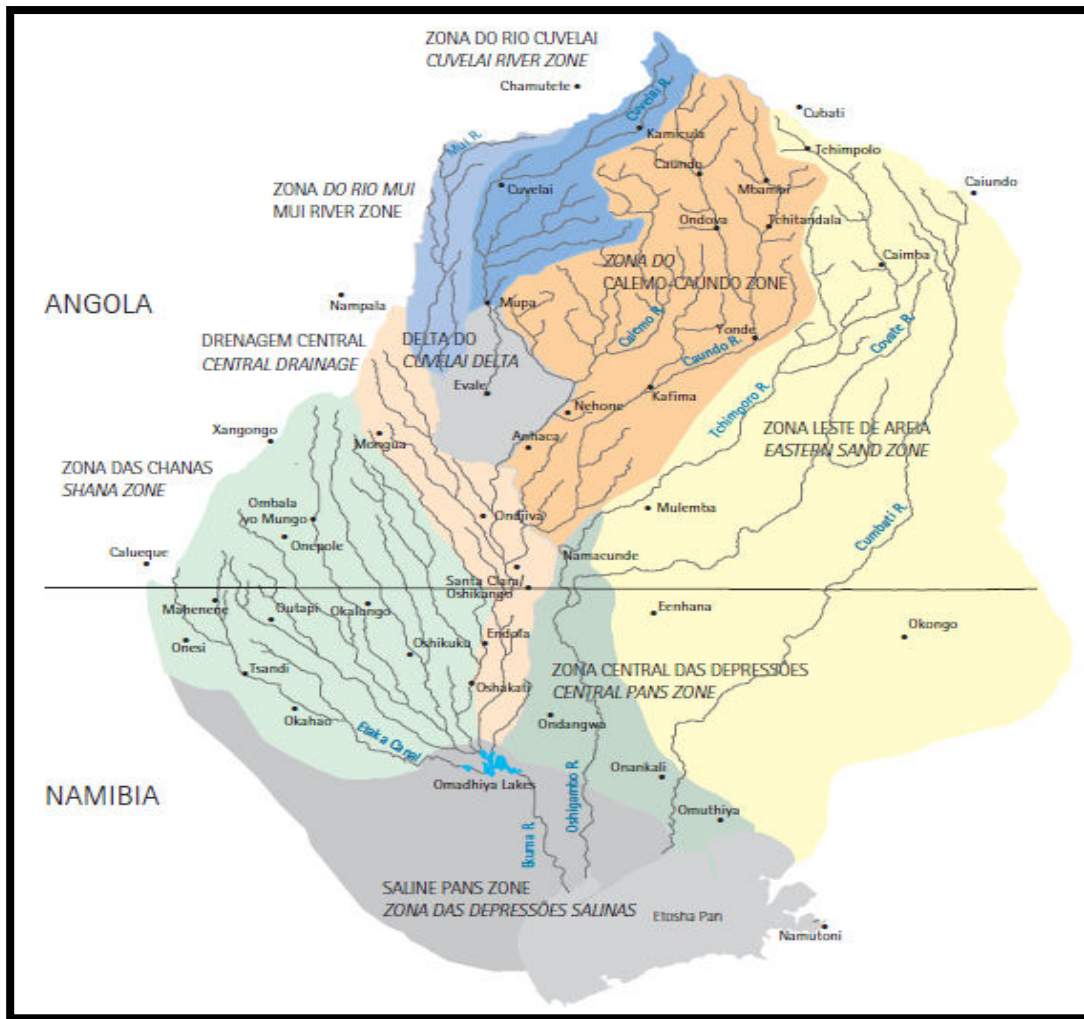 ZONA DO RIO CUVELAI
CUVELAI RIVER ZONE
Chamutete
Cuvelai R.
Cubati
Mui R.
Kamicula
Tchimpolo
Caundo
ZONA DO RIO MUI
MUI RIVER ZONE
Cuvelai
Mbambi
Caiundo
Ondova
Tchitandala
ZONA DO
CALEMO-CAUNDO ZONE
Caimba
ANGOLA
Nampala
Mupa
Calemo R.
Yonde
Covate R.
DRENAGEM CENTRAL
CENTRAL DRAINAGE
DELTA DO
CUVELAI DELTA
Caundo R.
Evale
Kafima
Nehone
Tchimporo R.
Xangongo
Mongua
Anhaca
ZONA LESTE DE AREIA
EASTERN SAND ZONE
ZONA DAS CHANAS
SHANA ZONE
Ombala
yo Mungo
Onepole
Ondjiva
Mulemba
Cumbati R.
Calueque
Namacunde
Santa Clara/
Oshikango
Mahenene
Outapi
Okalongo
Eenhana
Onesi
Oshikuku
Endola
Okongo
Tsandi
Oshakati
ZONA CENTRAL DAS DEPRESSÕES
CENTRAL PANS ZONE
Okahao
Ondangwa
Etaka Canal
Onankali
NAMIBIA
Omadhiya Lakes
Oshigambo R.
Omuthiya
Ekuma R.
SALINE PANS ZONE
ZONA DAS DEPRESSÕES SALINAS
Etosha Pan
Namutoni